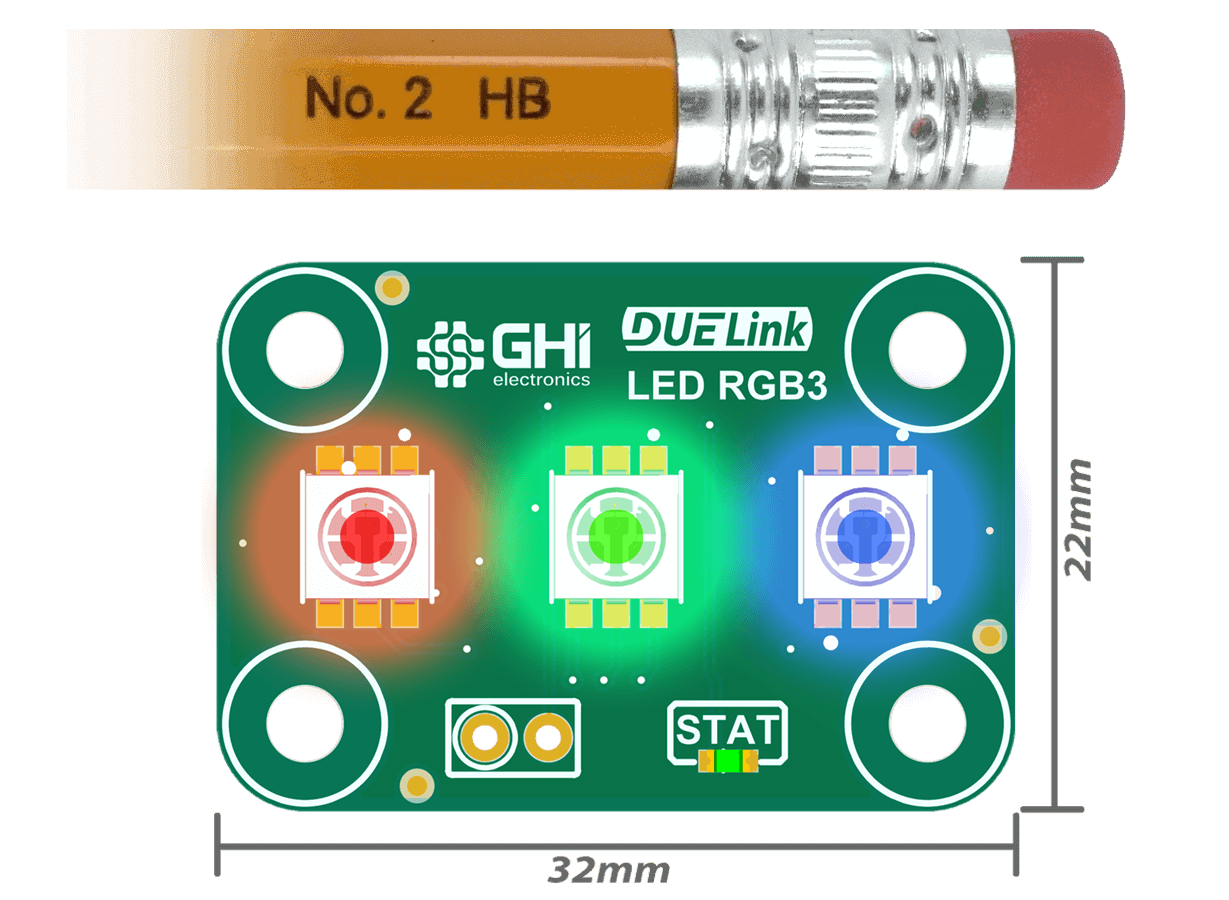 No. 2 HB
GHI
electronics
DUELink
LED RGB3
22mm
STAT
32mm